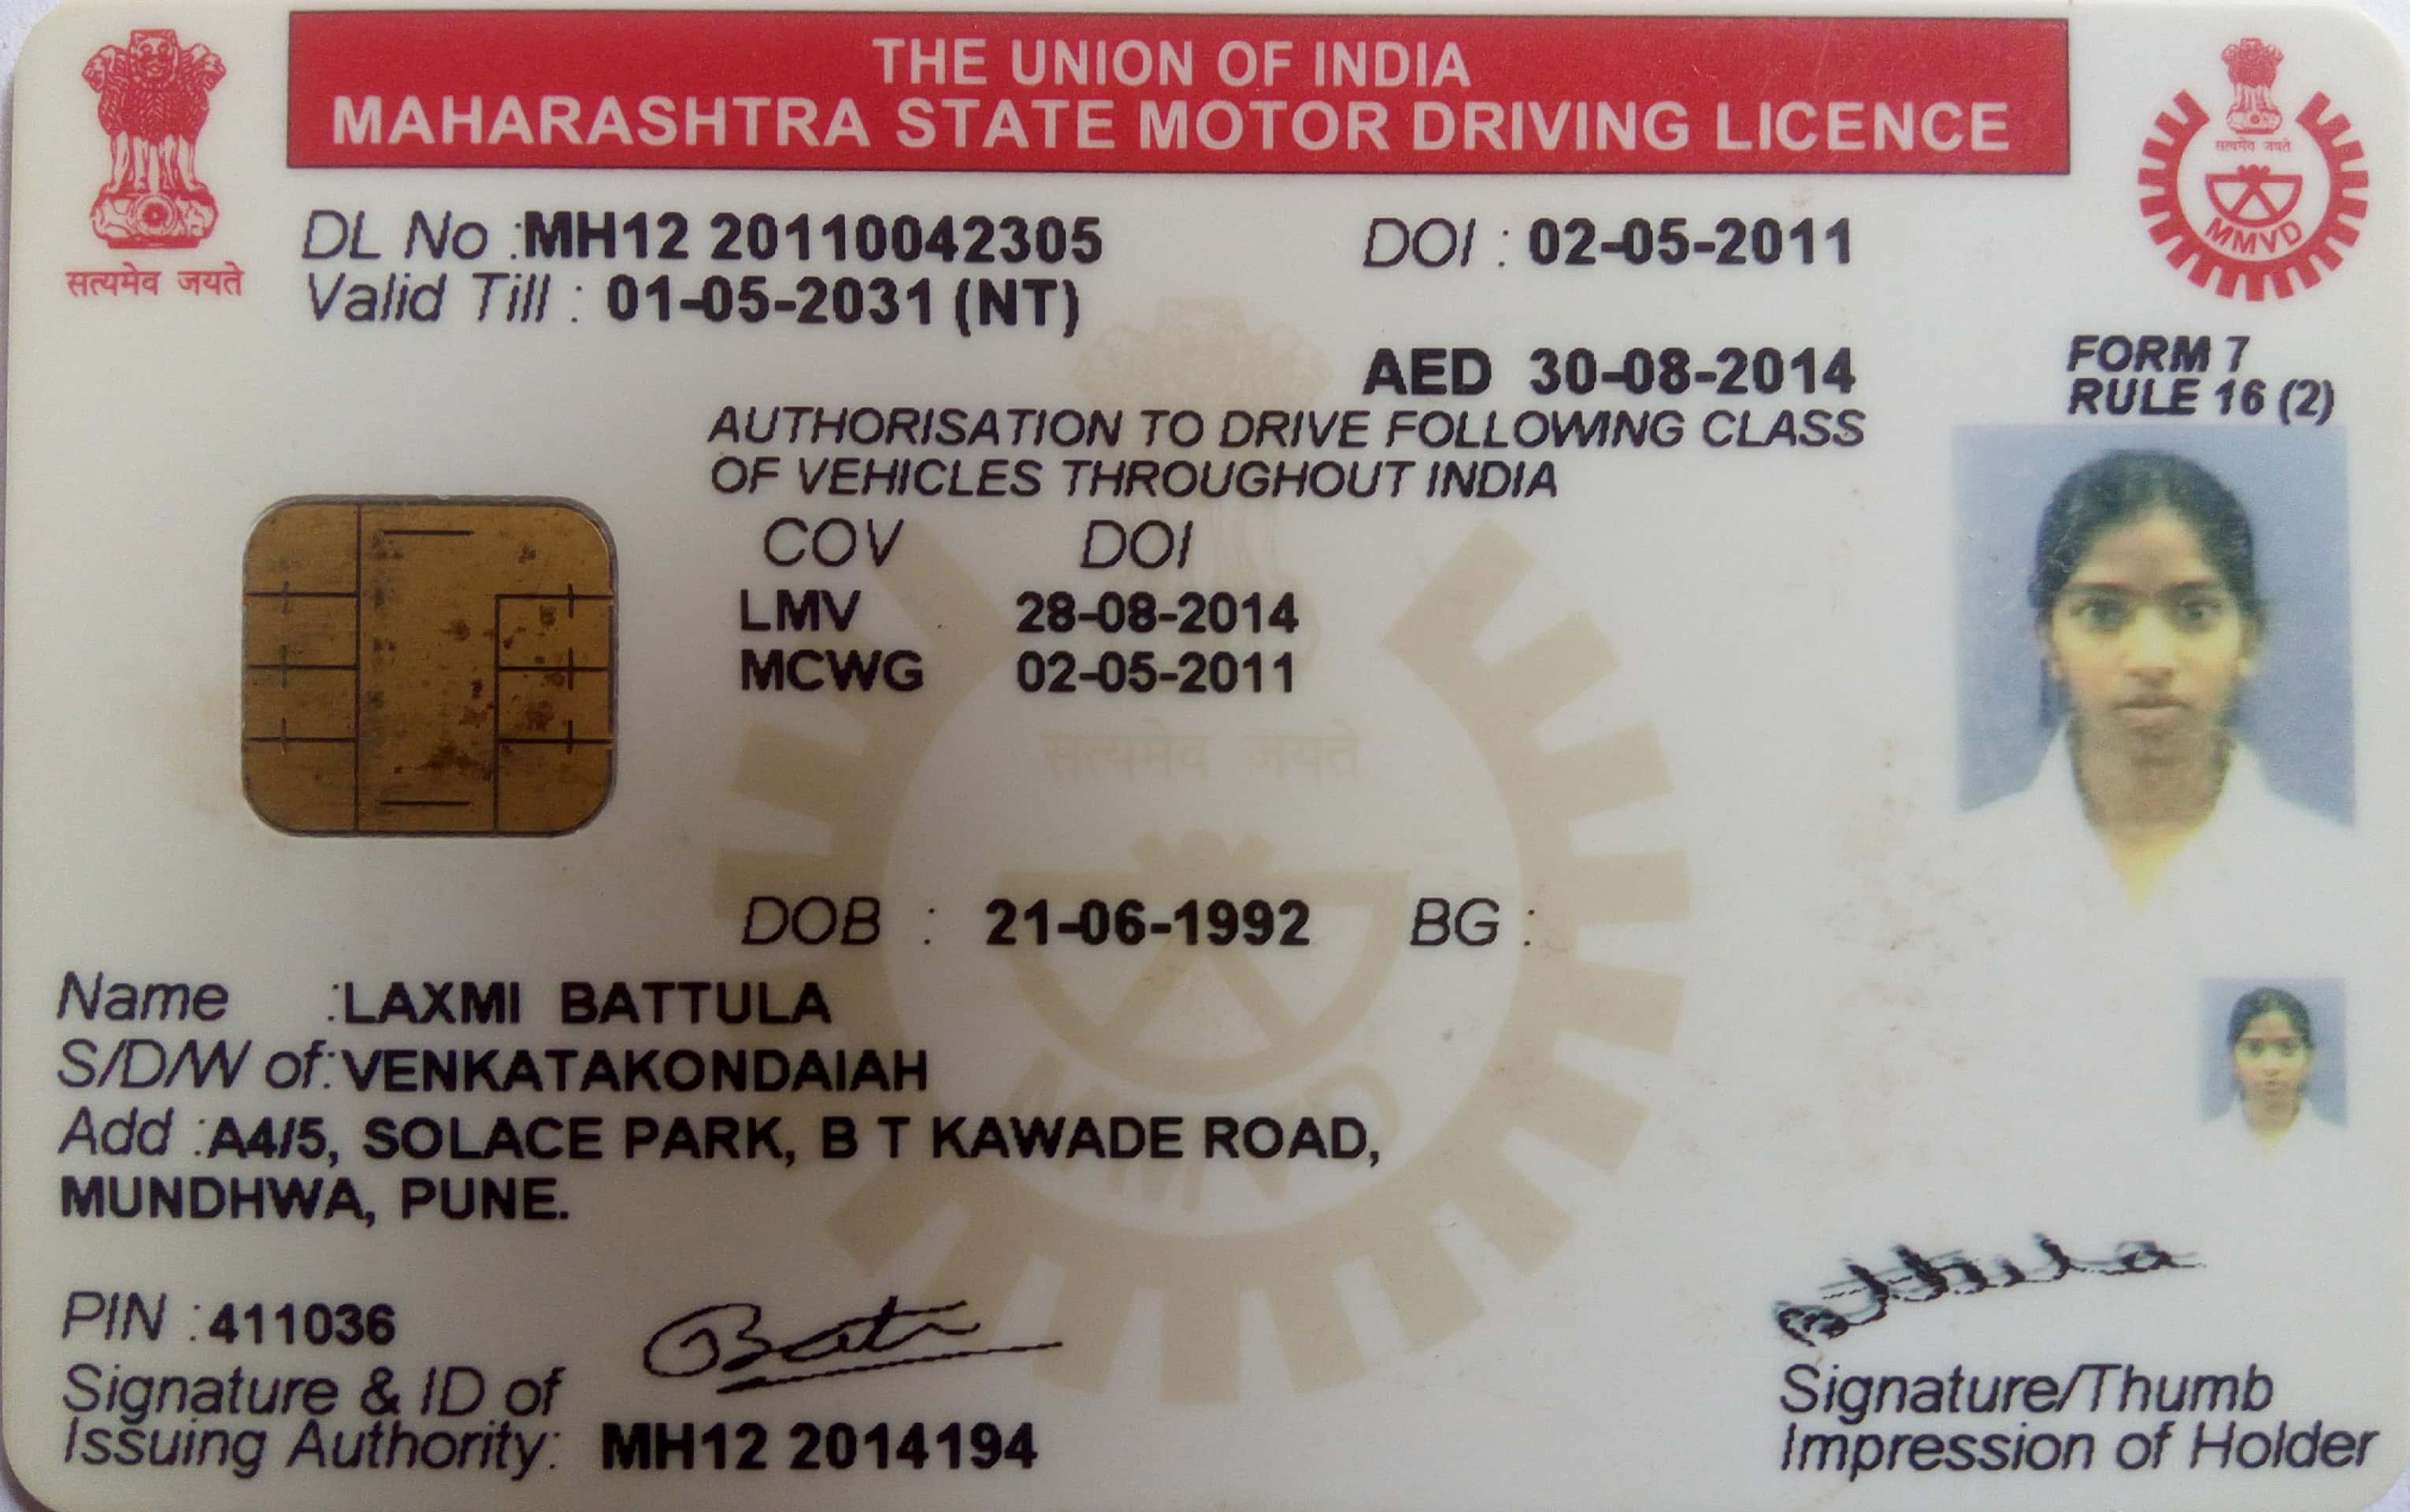 THE UNION OF INDIA
MAHARASHTRA STATE MOTOR DRIVING LICENCE
सत्यमेव जयते
सत्यमेव जयते
MMVD
DL No :MH12 20110042305 DOI : 02-05-2011
Valid Till : 01-05-2031 (NT)
AED 30-08-2014
FORM 7
RULE 16 (2)
AUTHORISATION TO DRIVE FOLLOWING CLASS
OF VEHICLES THROUGHOUT INDIA
COV DOI
LMV 28-08-2014
MCWG 02-05-2011
सत्यमेव जयते
MMVD
DOB : 21-06-1992 BG :
Name :LAXMI BATTULA
S/D/W of:VENKATAKONDAIAH
Add :A4/5, SOLACE PARK, B T KAWADE ROAD,
MUNDHWA, PUNE.
PIN :411036
Signature & ID of
Issuing Authority: MH12 2014194
Signature/Thumb
Impression of Holder